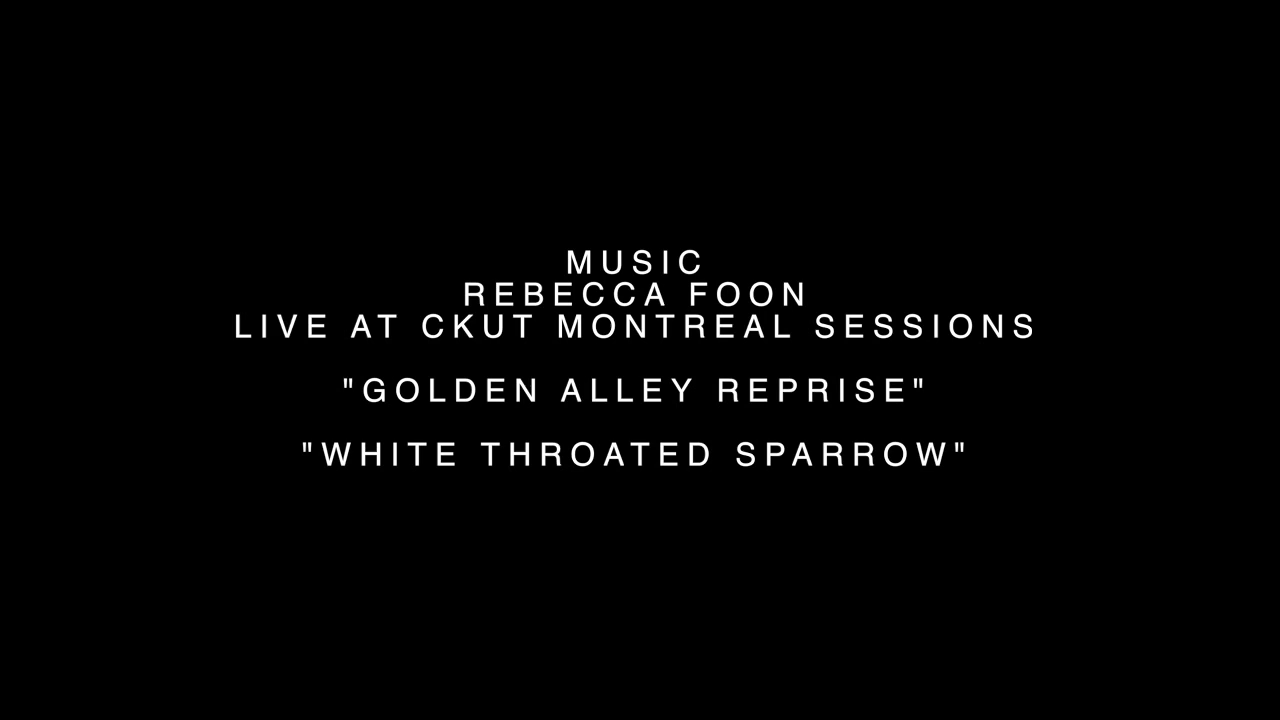 MUSIC
REBECCA FOON
LIVE AT CKUT MONTREAL SESSIONS
"GOLDEN ALLEY REPRISE"
"WHITE THROATED SPARROW"